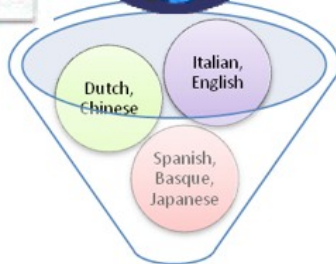 Italian,
English
Dutch,
Chinese
Spanish,
Basque,
Japanese